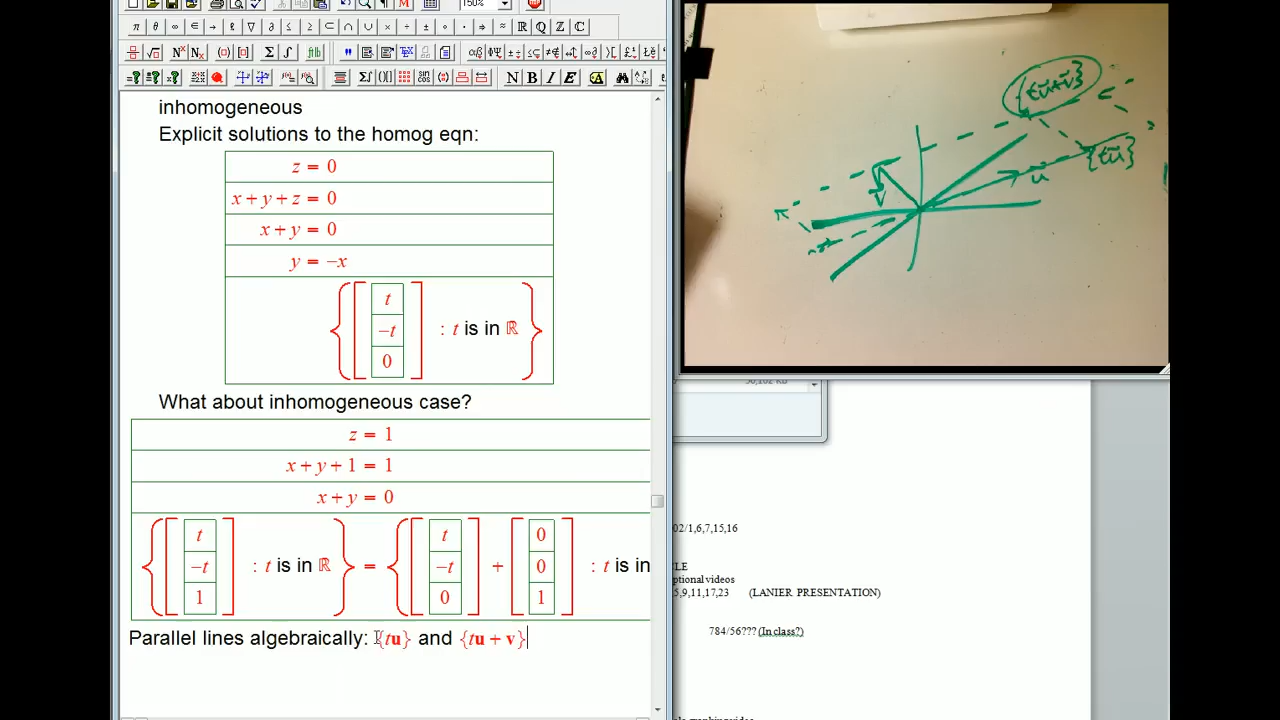 150%
inhomogeneous
Explicit solutions to the homog eqn:
z = 0
x + y + z = 0
x + y = 0
y = −x
{[ t
−t : t is in ℝ
0 ]}
What about inhomogeneous case?
z = 1
x + y + 1 = 1
x + y = 0
{[ t −t 1 ] : t is in ℝ} = {[ t −t 0 ] + [ 0 0 1 ] : t is in
Parallel lines algebraically: {tu} and {tu + v}
{tu+v}
{tu}
u
v
02/1,6,7,15,16
LE
ptional videos
5,9,11,17,23 (LANIER PRESENTATION)
784/56??? (In class?)